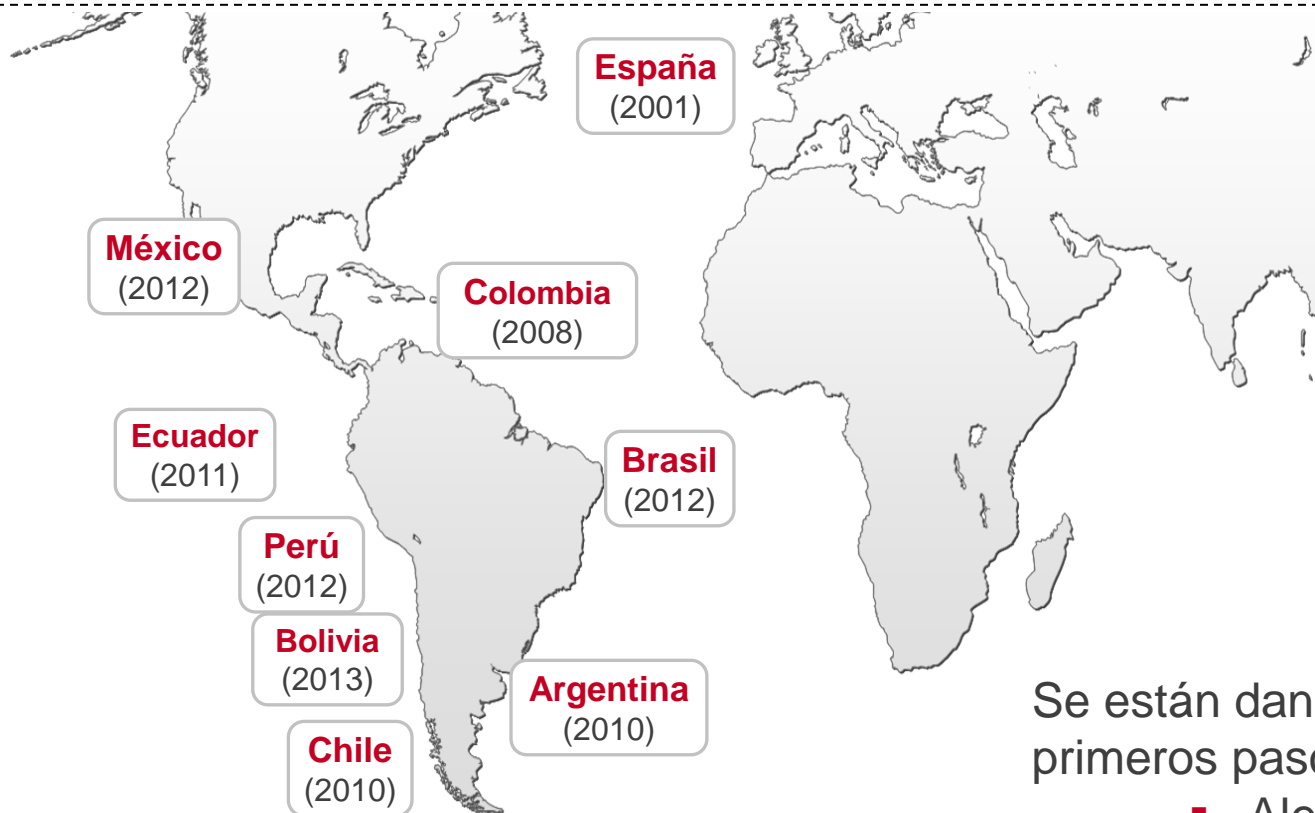 España
(2001)
México
(2012)
Colombia
(2008)
Ecuador
(2011)
Brasil
(2012)
Perú
(2012)
Bolivia
(2013)
Argentina
(2010)
Chile
(2010)
Se están dan
primeros pas